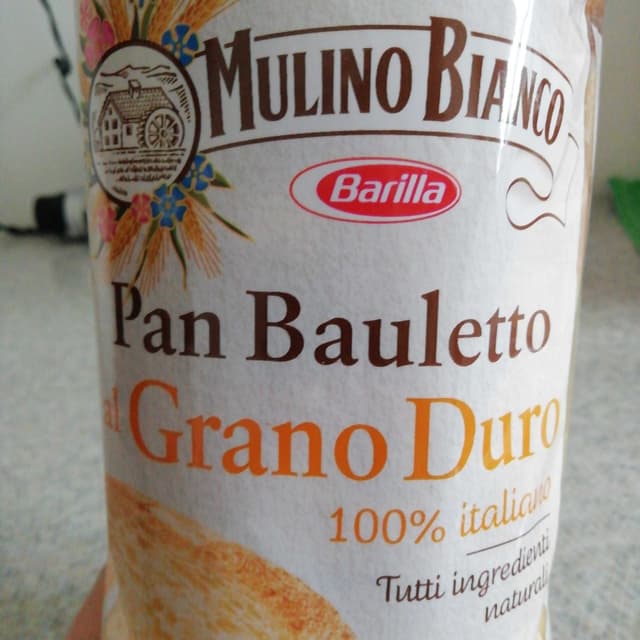 MULINO BIANCO
Barilla
Pan Bauletto
al Grano Duro
100% italiano
Tutti ingredienti
naturali